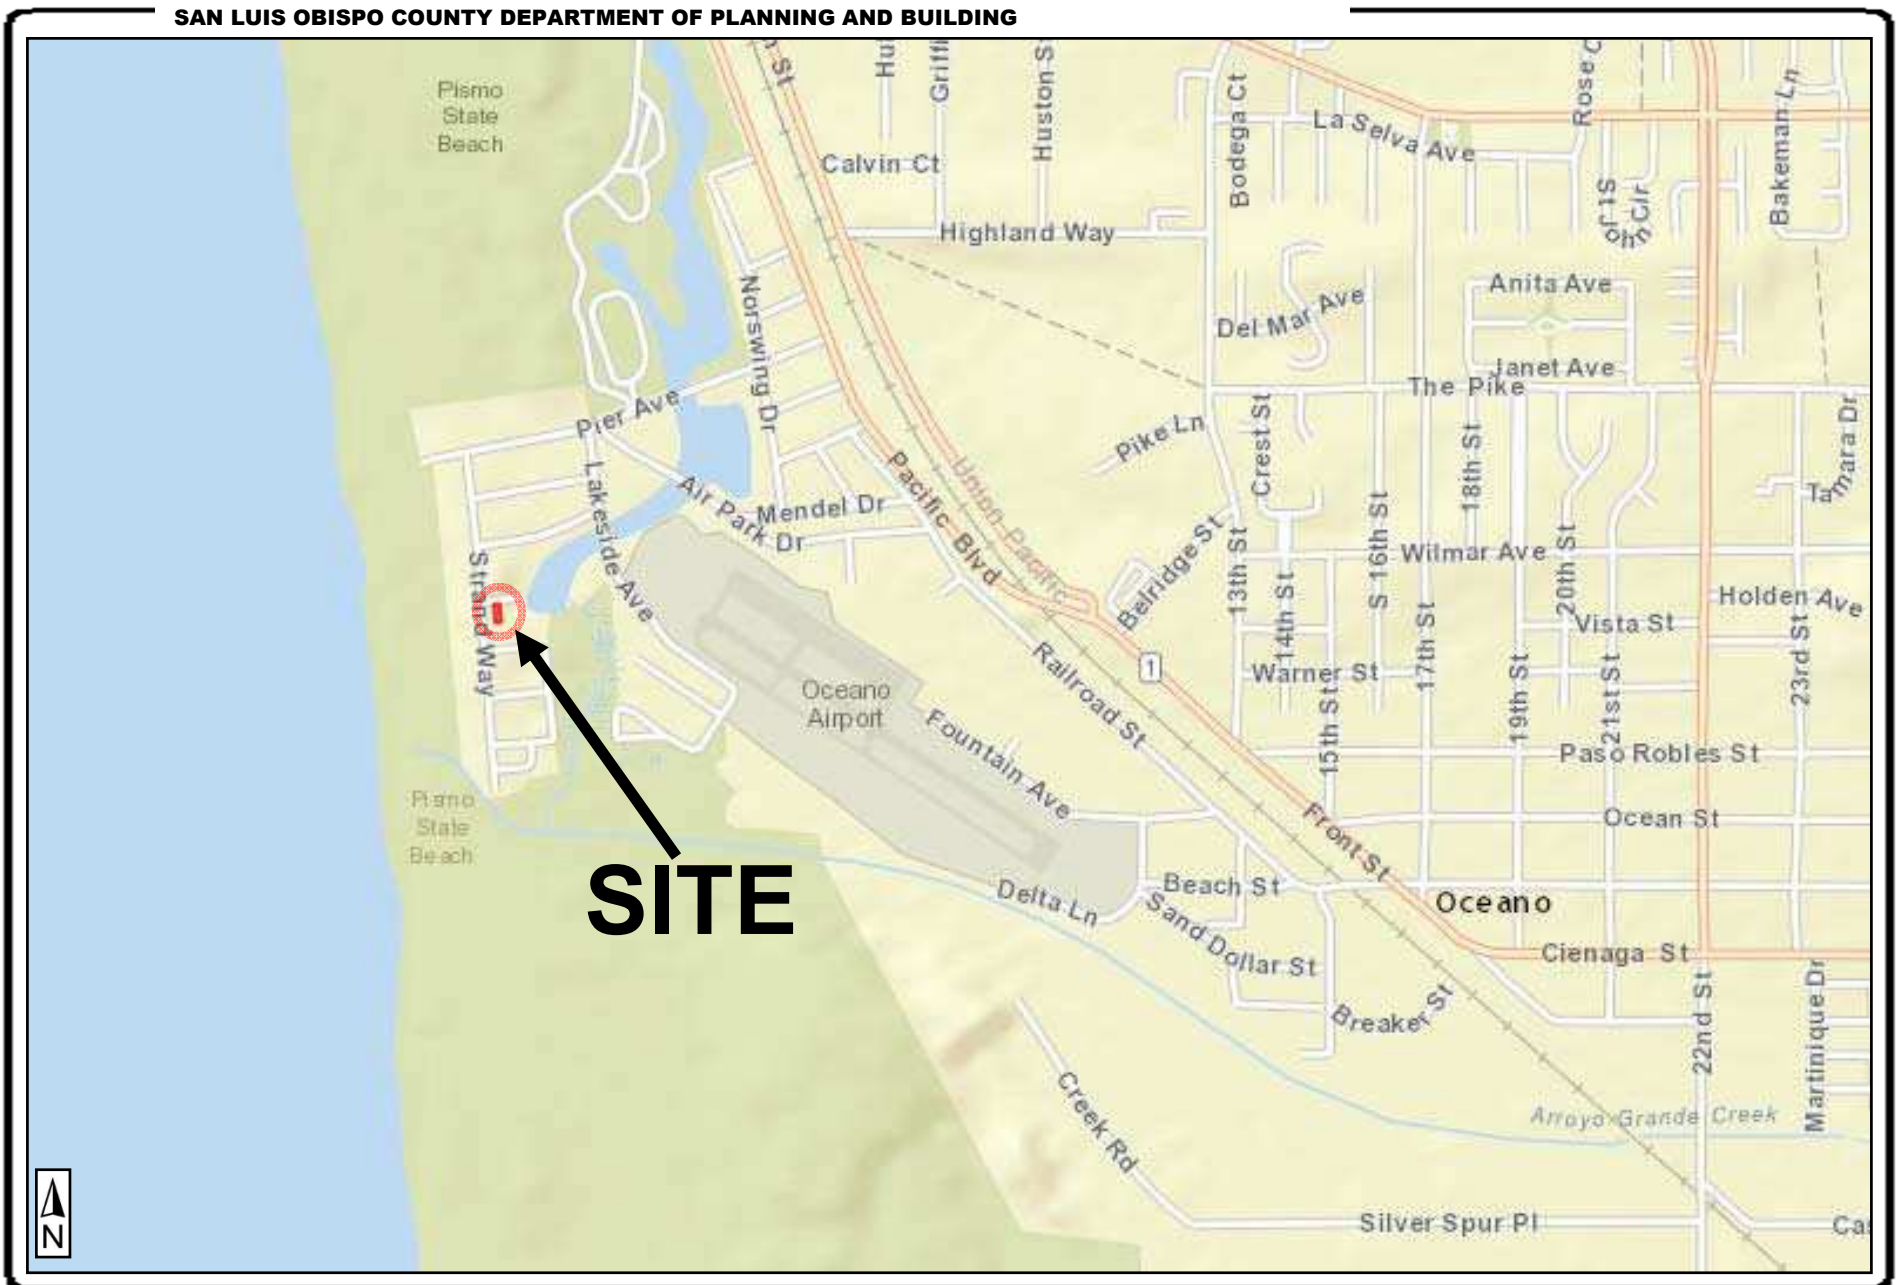 SAN LUIS OBISPO COUNTY DEPARTMENT OF PLANNING AND BUILDING
Pismo
State
Beach
Calvin Ct
Huston St
Bodega Ct
La Selva Ave
St Jo
ohn Cir
Bakeman Ln
Highland Way
Norswing Dr
Anita Ave
Del Mar Ave
Janet Ave
The Pike
Pier Ave
Pike Ln
Crest St
18th St
Tamara Dr
Lakeside Ave
Air Park Dr
Mendel Dr
Pacific Blvd
Union Pacific
Belridge St
13th St
14th St
S 16th St
Wilmar Ave
20th St
Holden Ave
Vista St
Strand Way
Warner St
17th St
19th St
21st St
23rd St
15th St
1
Railroad St
Oceano
Airport
Fountain Ave
Paso Robles St
Pismo
State
Beach
Ocean St
Front St
SITE
Beach St
Delta Ln
Oceano
Sand Dollar St
Cienaga St
Breaker St
22nd St
Martinique Dr
Creek Rd
Arroyo Grande Creek
Silver Spur Pl
N